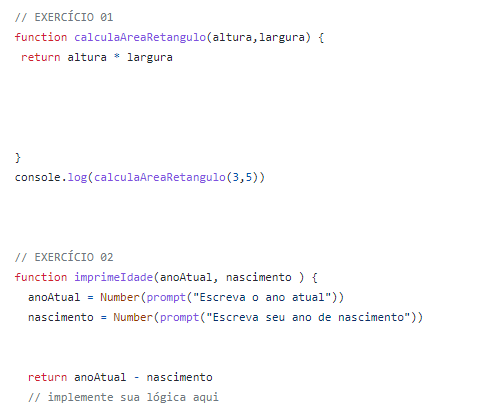 // EXERCÍCIO 01
function calculaAreaRetangulo(altura,largura) {
return altura * largura
}
console.log(calculaAreaRetangulo(3,5))
// EXERCÍCIO 02
function imprimeIdade(anoAtual, nascimento ) {
anoAtual = Number(prompt("Escreva o ano atual"))
nascimento = Number(prompt("Escreva seu ano de nascimento"))
return anoAtual - nascimento
// implemente sua lógica aqui